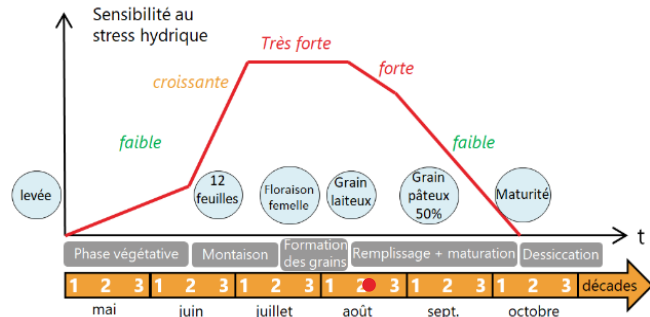 Sensibilité au
stress hydrique
Très forte
forte
croissante
faible
faible
levée
12
feuilles
Floraison
femelle
Grain
laiteux
Grain
pâteux
50%
Maturité
t
Phase végétative
Montaison
Formation
des grains
Remplissage + maturation
Dessiccation
1 2 3 1 2 3 1 2 3 1 2 3 1 2 3 1 2 3 décades
mai juin juillet août sept. octobre